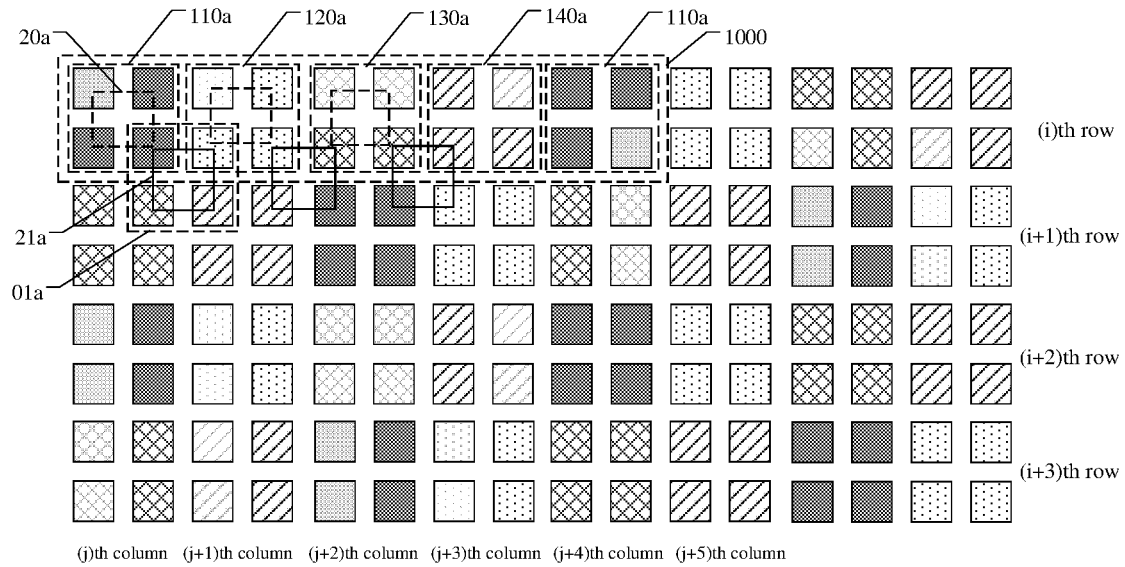 20a 110a 120a 130a 140a 110a 1000
(i)th row
21a
(i+1)th row
01a
(i+2)th row
(i+3)th row
(j)th column (j+1)th column (j+2)th column (j+3)th column (j+4)th column (j+5)th column